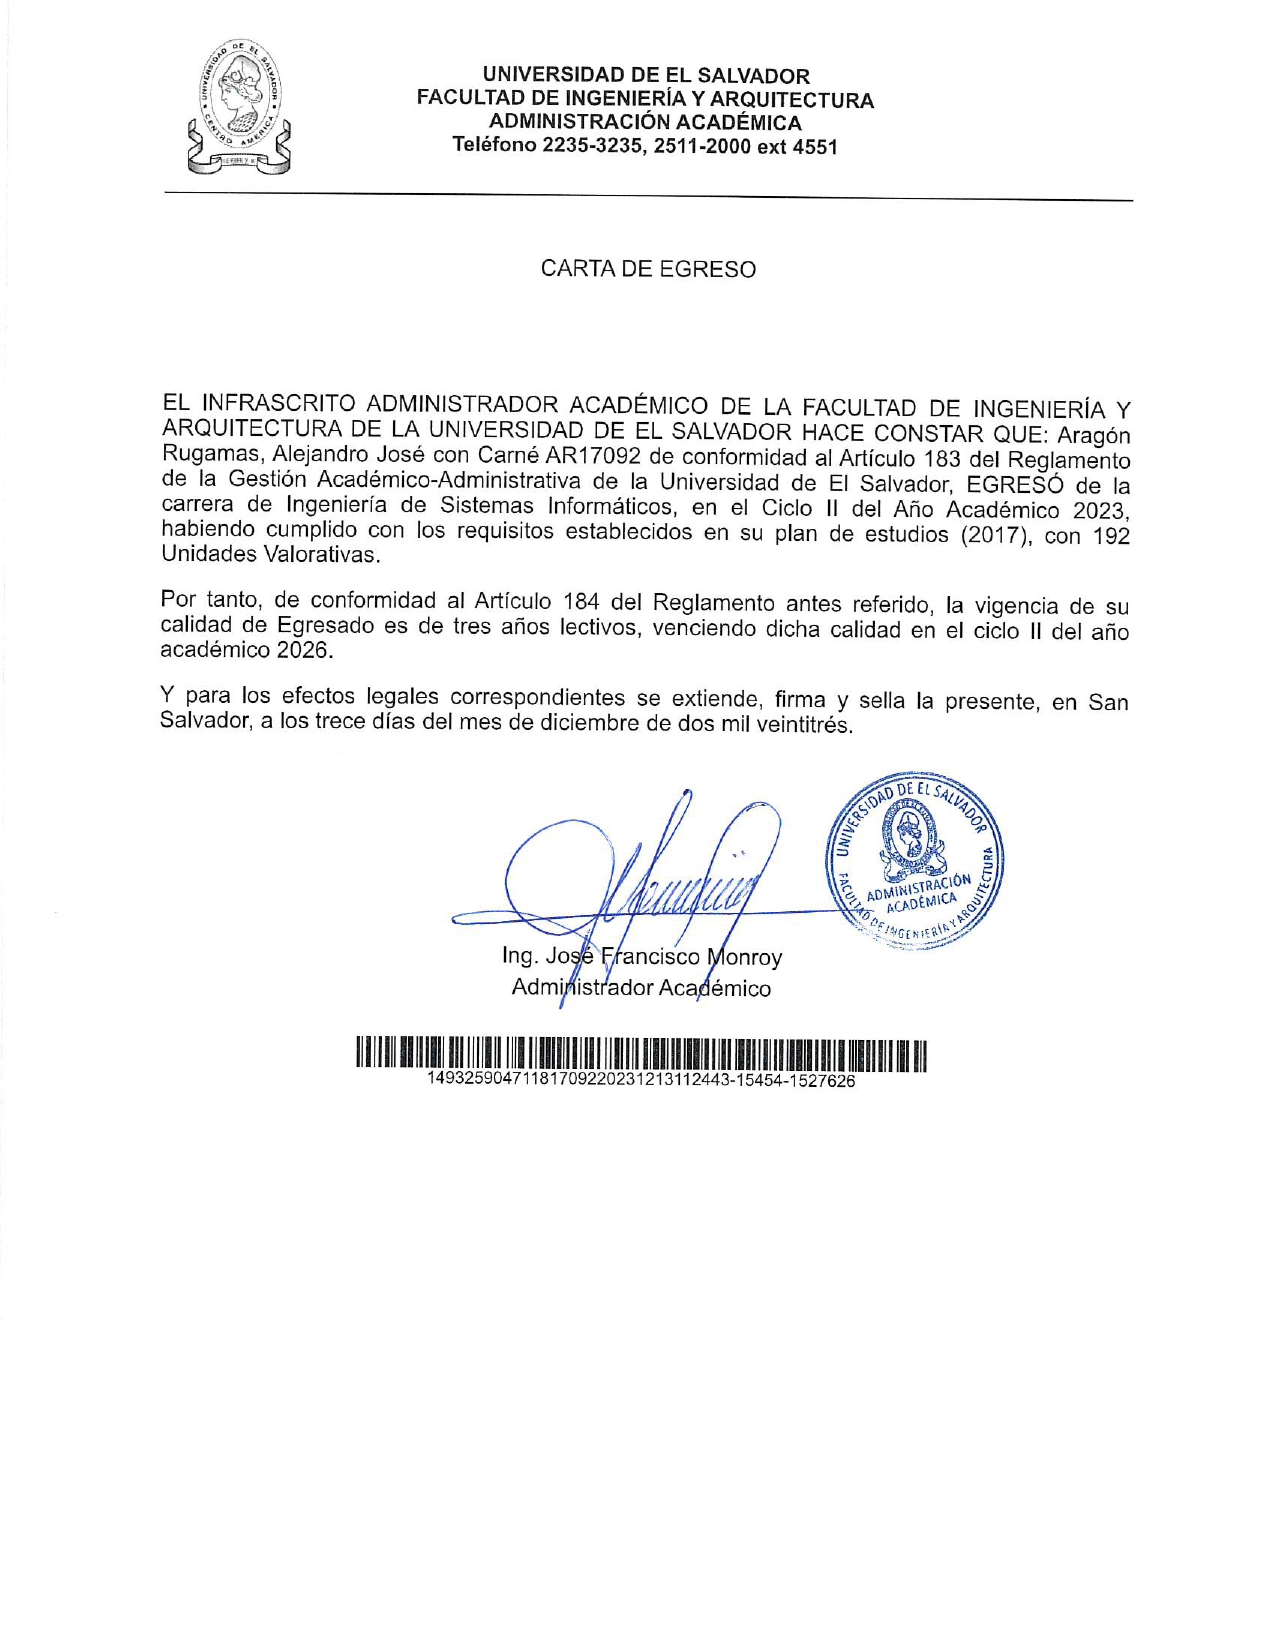 UNIVERSIDAD DE EL SALVADOR
FACULTAD DE INGENIERÍA Y ARQUITECTURA
ADMINISTRACIÓN ACADÉMICA
Teléfono 2235-3235, 2511-2000 ext 4551
UNIVERSIDAD DE EL SALVADOR
CENTRO AMERICA
CARTA DE EGRESO
EL INFRASCRITO ADMINISTRADOR ACADÉMICO DE LA FACULTAD DE INGENIERÍA Y
ARQUITECTURA DE LA UNIVERSIDAD DE EL SALVADOR HACE CONSTAR QUE: Aragón
Rugamas, Alejandro José con Carné AR17092 de conformidad al Artículo 183 del Reglamento
de la Gestión Académico-Administrativa de la Universidad de El Salvador, EGRESÓ de la
carrera de Ingeniería de Sistemas Informáticos, en el Ciclo II del Año Académico 2023,
habiendo cumplido con los requisitos establecidos en su plan de estudios (2017), con 192
Unidades Valorativas.
Por tanto, de conformidad al Artículo 184 del Reglamento antes referido, la vigencia de su
calidad de Egresado es de tres años lectivos, venciendo dicha calidad en el ciclo II del año
académico 2026.
Y para los efectos legales correspondientes se extiende, firma y sella la presente, en San
Salvador, a los trece días del mes de diciembre de dos mil veintitrés.
UNIVERSIDAD DE EL SALVADOR
ADMINISTRACIÓN
ACADÉMICA
FACULTAD DE INGENIERÍA Y ARQUITECTURA
Ing. José Francisco Monroy
Administrador Académico
14932590471181709220231213112443-15454-1527626